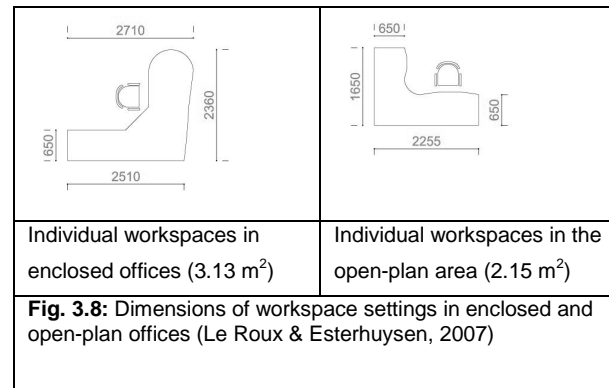 2710
650
2360
2510
650
1650
650
2255
Individual workspaces in
enclosed offices (3.13 m²)
Individual workspaces in the
open-plan area (2.15 m²)
Fig. 3.8: Dimensions of workspace settings in enclosed and
open-plan offices (Le Roux & Esterhuysen, 2007)